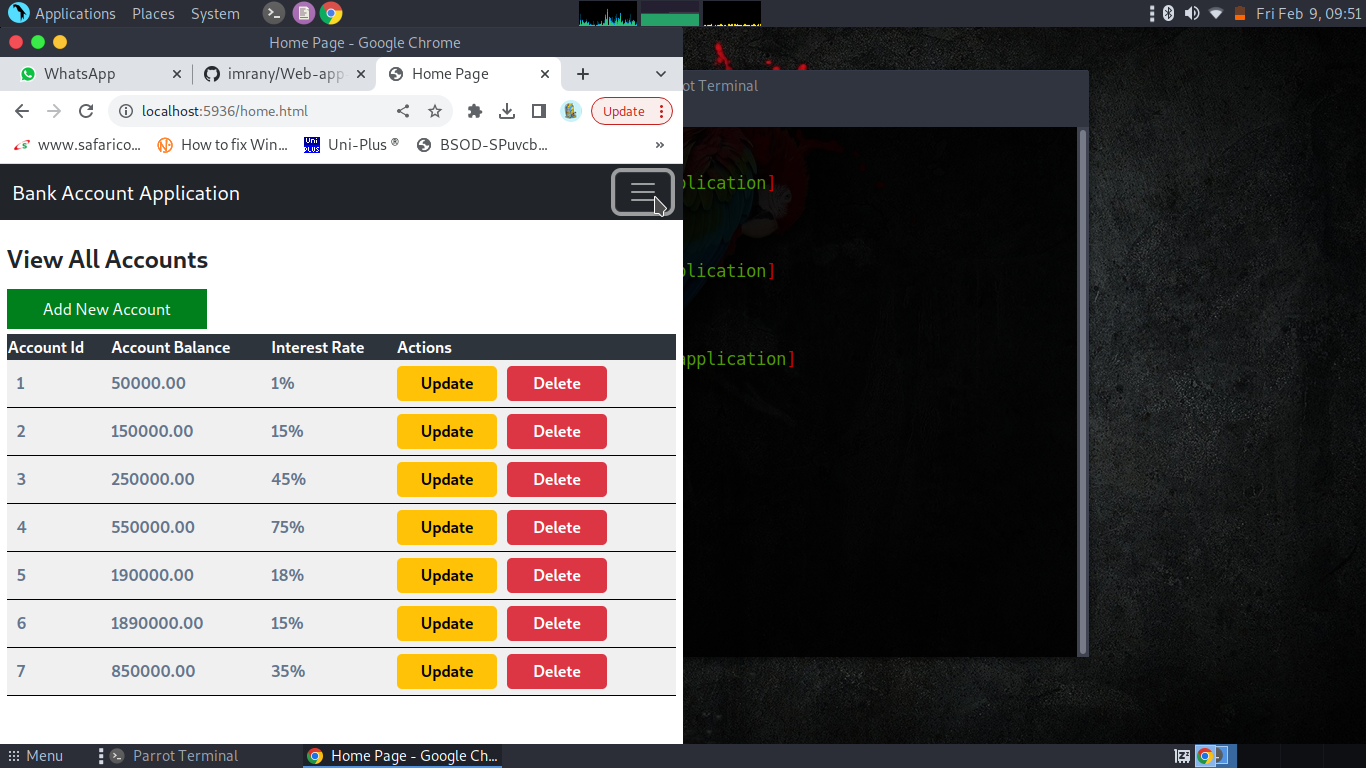 Applications Places System Fri Feb 9, 09:51
Home Page - Google Chrome
WhatsApp imrany/Web-app Home Page
localhost:5936/home.html Update
www.safarico... How to fix Win... Uni-Plus ® BSOD-SPuvcb... »
Bank Account Application
View All Accounts
Add New Account
Account Id Account Balance Interest Rate Actions
1 50000.00 1% Update Delete
2 150000.00 15% Update Delete
3 250000.00 45% Update Delete
4 550000.00 75% Update Delete
5 190000.00 18% Update Delete
6 1890000.00 15% Update Delete
7 850000.00 35% Update Delete
ot Terminal
plication]
plication]
application]
Menu Parrot Terminal Home Page - Google Ch...